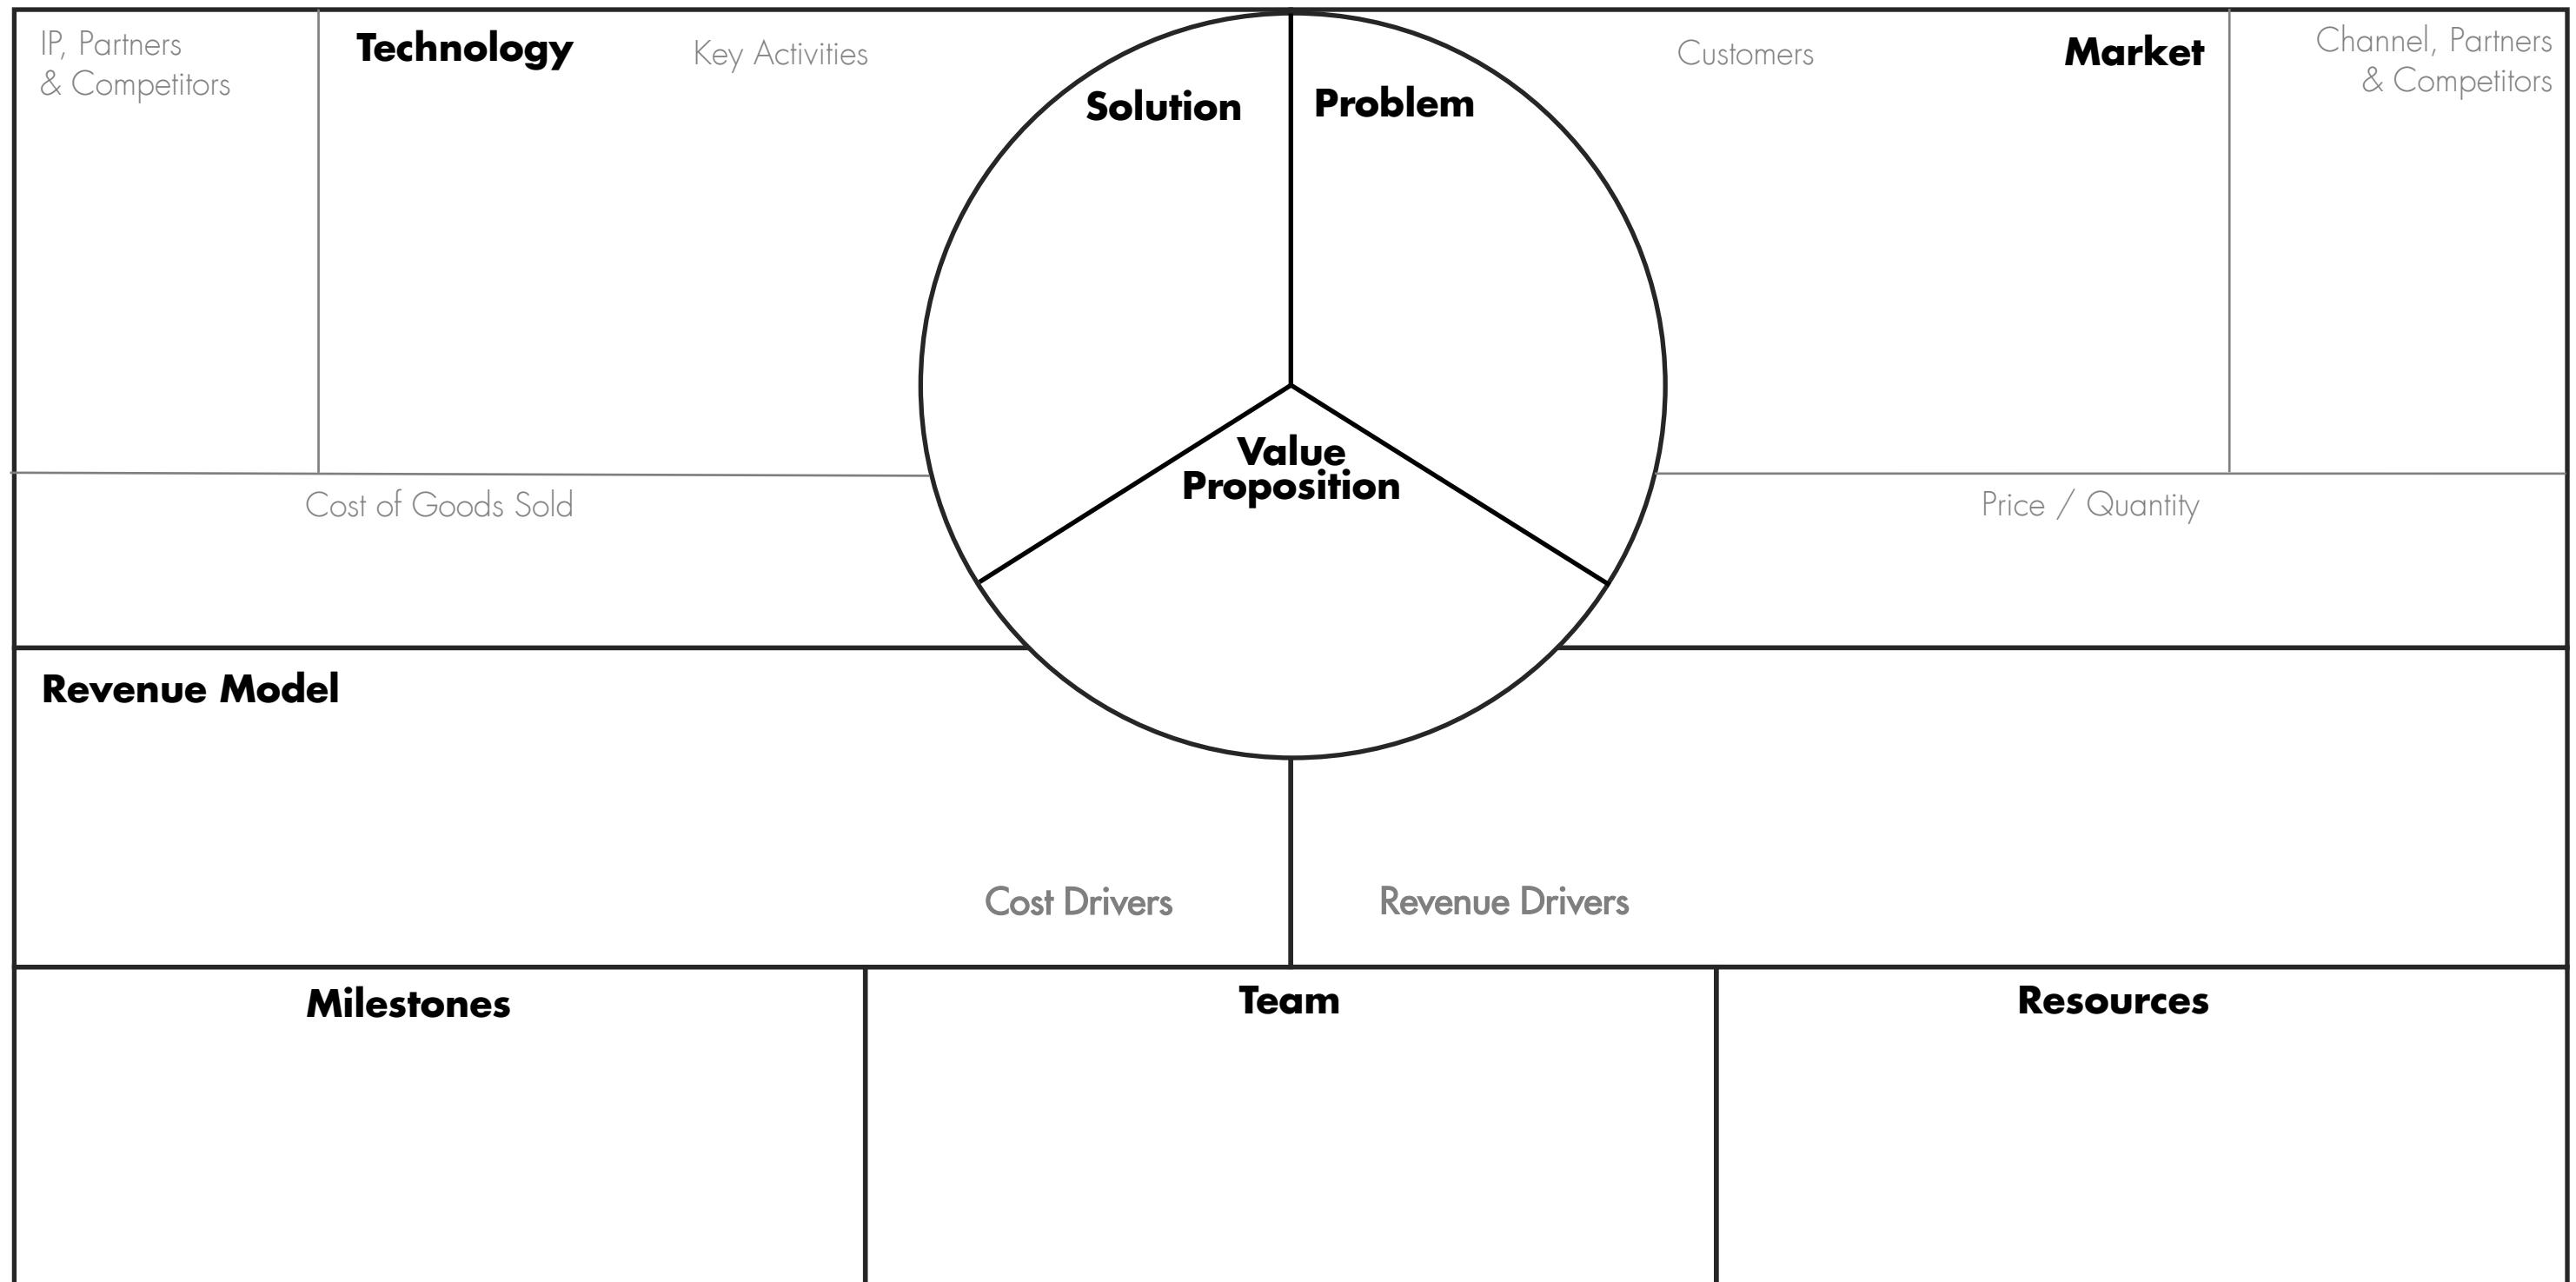 IP, Partners
& Competitors
Technology
Key Activities
Solution
Problem
Customers
Market
Channel, Partners
& Competitors
Value
Proposition
Cost of Goods Sold
Price / Quantity
Revenue Model
Cost Drivers
Revenue Drivers
Milestones
Team
Resources